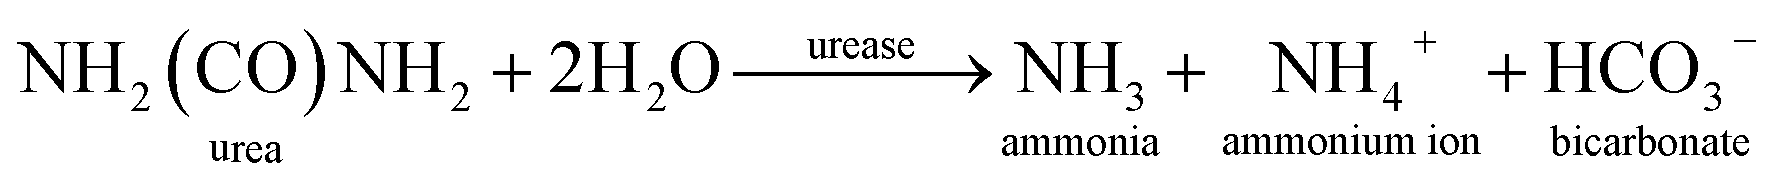 urease
NH₂(CO)NH₂ + 2H₂O ⟶ NH₃ + NH₄⁺ + HCO₃⁻
urea ammonia ammonium ion bicarbonate